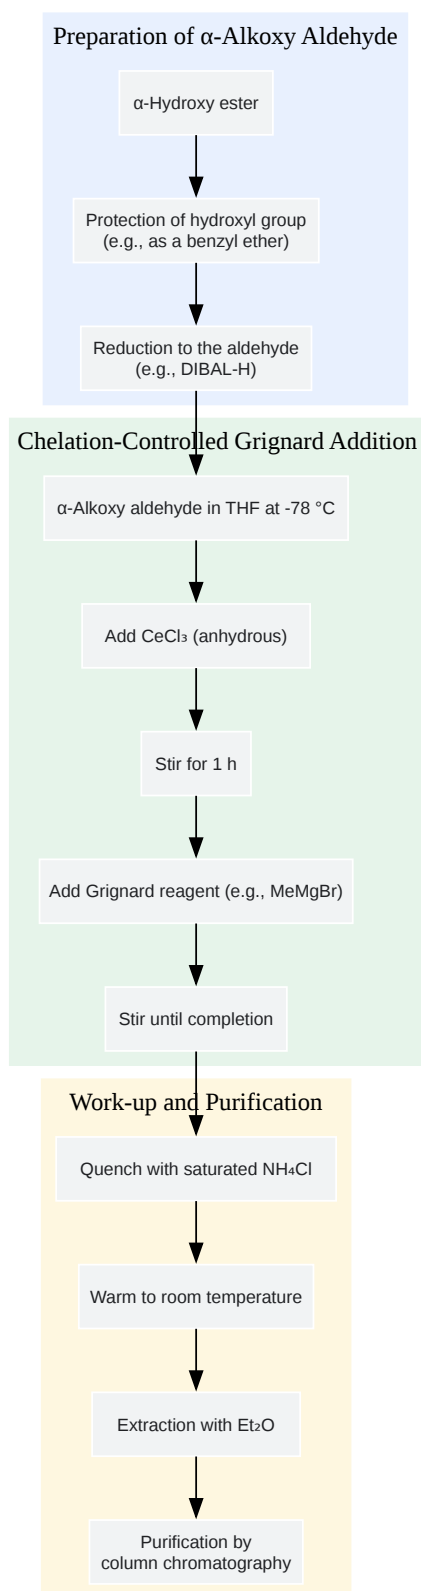 Preparation of α-Alkoxy Aldehyde
α-Hydroxy ester
Protection of hydroxyl group
(e.g., as a benzyl ether)
Reduction to the aldehyde
(e.g., DIBAL-H)
Chelation-Controlled Grignard Addition
α-Alkoxy aldehyde in THF at -78 °C
Add CeCl₃ (anhydrous)
Stir for 1 h
Add Grignard reagent (e.g., MeMgBr)
Stir until completion
Work-up and Purification
Quench with saturated NH₄Cl
Warm to room temperature
Extraction with Et₂O
Purification by
column chromatography